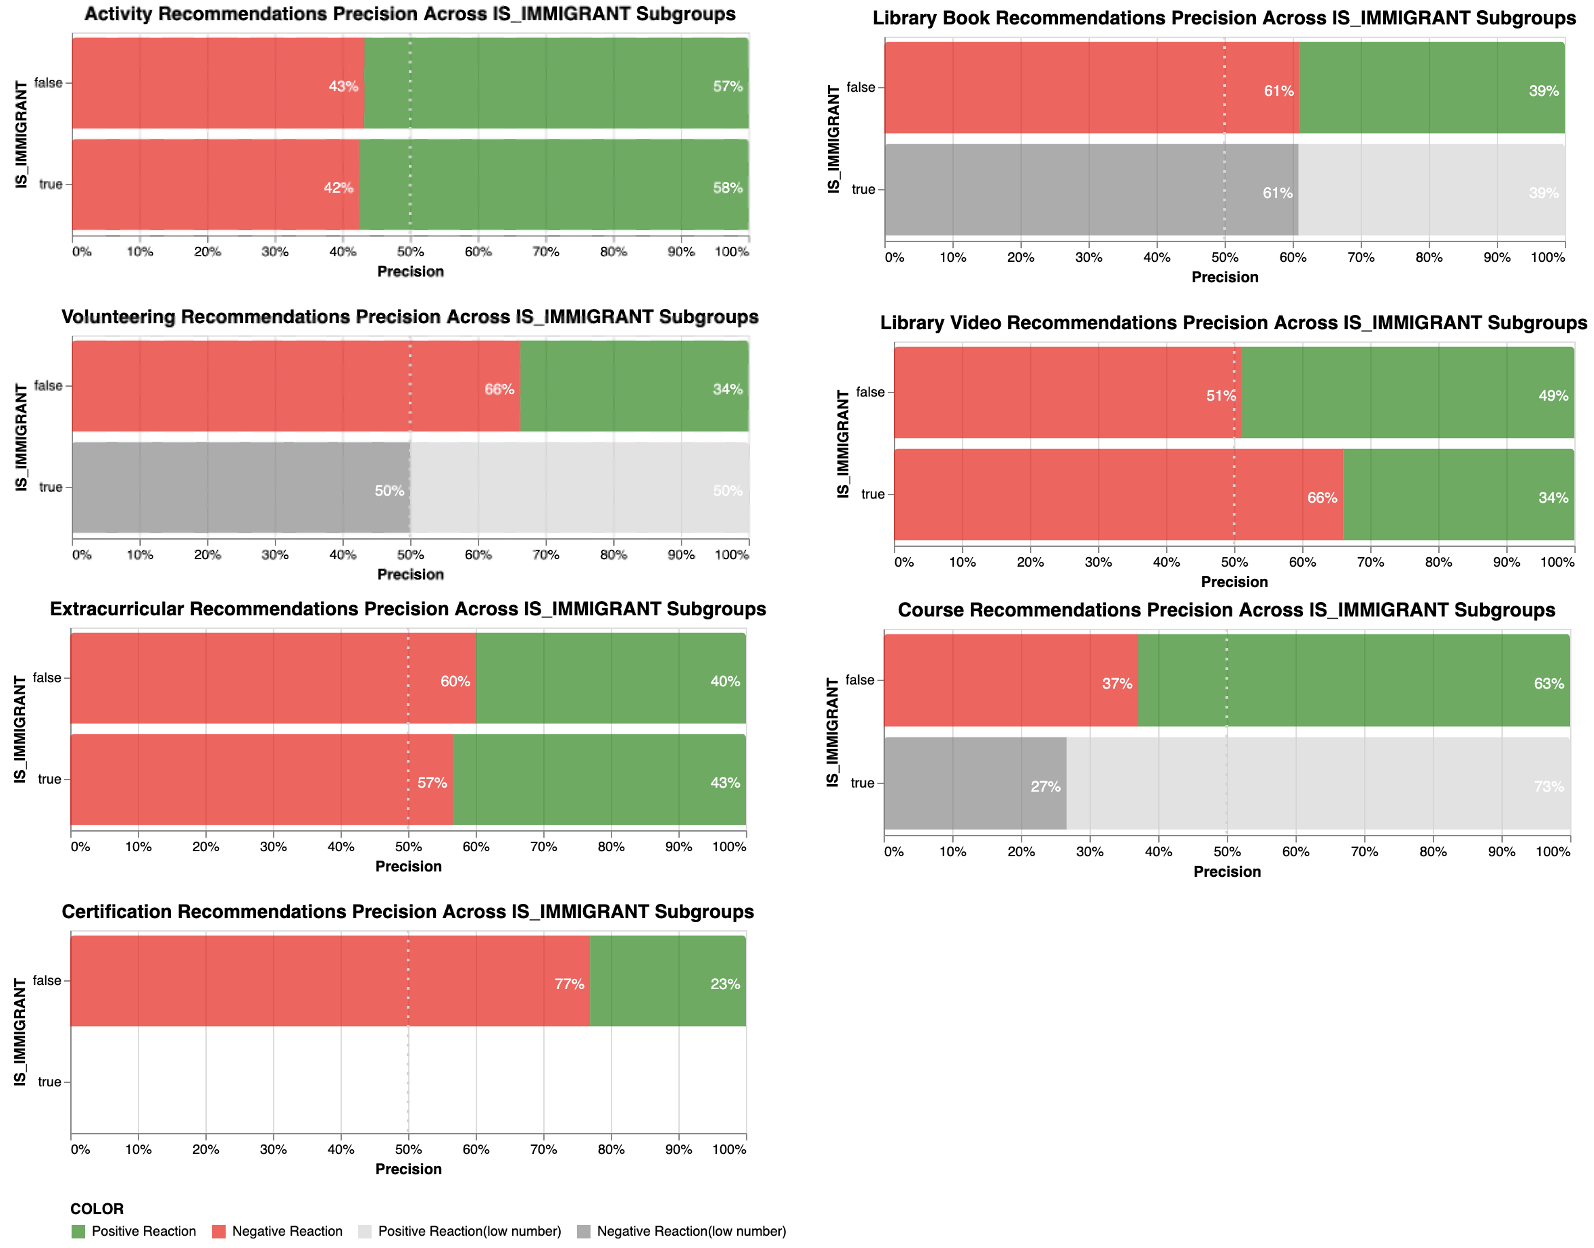 Activity Recommendations Precision Across IS_IMMIGRANT Subgroups
IS_IMMIGRANT
false
43%
57%
true
42%
58%
0% 10% 20% 30% 40% 50% 60% 70% 80% 90% 100%
Precision
Library Book Recommendations Precision Across IS_IMMIGRANT Subgroups
IS_IMMIGRANT
false
61%
39%
true
61%
39%
0% 10% 20% 30% 40% 50% 60% 70% 80% 90% 100%
Precision
Volunteering Recommendations Precision Across IS_IMMIGRANT Subgroups
IS_IMMIGRANT
false
66%
34%
true
50%
50%
0% 10% 20% 30% 40% 50% 60% 70% 80% 90% 100%
Precision
Library Video Recommendations Precision Across IS_IMMIGRANT Subgroups
IS_IMMIGRANT
false
51%
49%
true
66%
34%
0% 10% 20% 30% 40% 50% 60% 70% 80% 90% 100%
Precision
Extracurricular Recommendations Precision Across IS_IMMIGRANT Subgroups
IS_IMMIGRANT
false
60%
40%
true
57%
43%
0% 10% 20% 30% 40% 50% 60% 70% 80% 90% 100%
Precision
Course Recommendations Precision Across IS_IMMIGRANT Subgroups
IS_IMMIGRANT
false
37%
63%
true
27%
73%
0% 10% 20% 30% 40% 50% 60% 70% 80% 90% 100%
Precision
Certification Recommendations Precision Across IS_IMMIGRANT Subgroups
IS_IMMIGRANT
false
77%
23%
true
0% 10% 20% 30% 40% 50% 60% 70% 80% 90% 100%
Precision
COLOR
Positive Reaction Negative Reaction Positive Reaction(low number) Negative Reaction(low number)